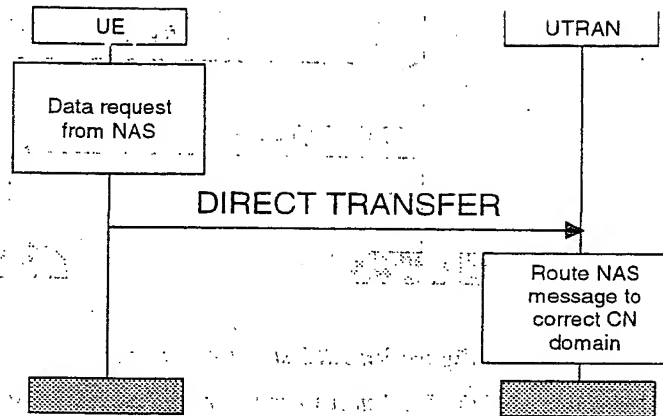 UE
UTRAN
Data request
from NAS
DIRECT TRANSFER
Route NAS
message to
correct CN
domain